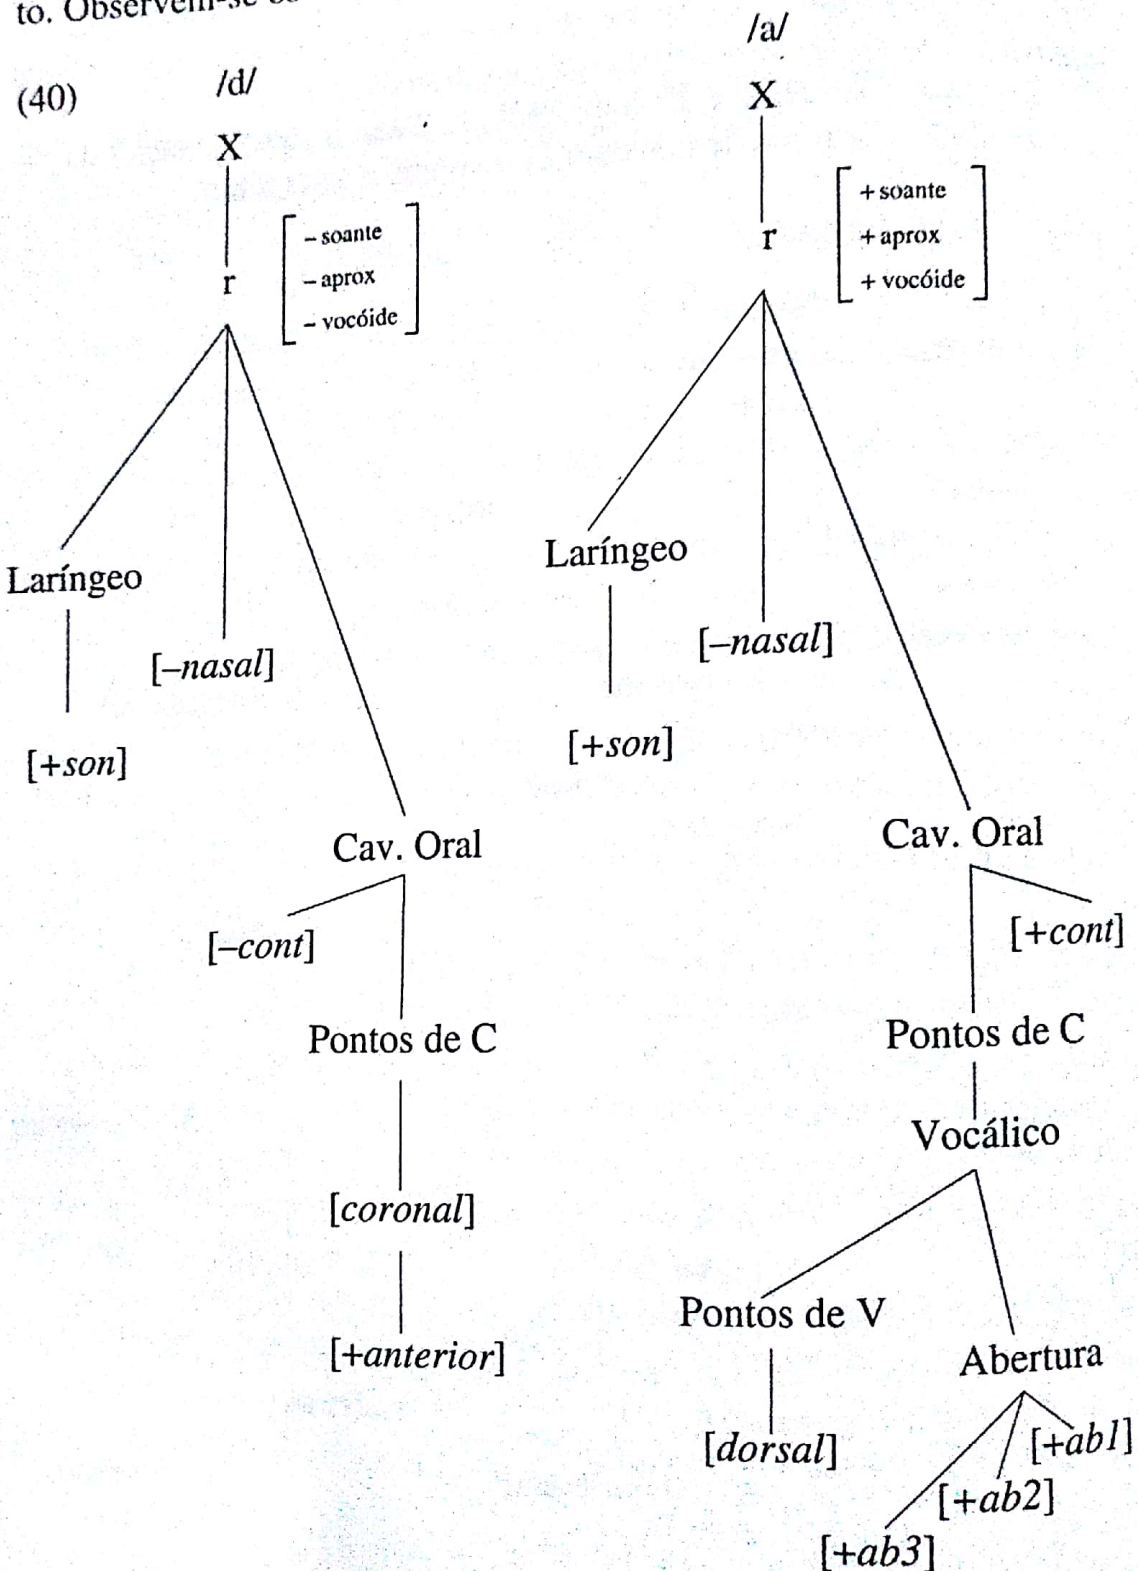 to. Observem-se
(40)
/d/
X
r
– soante
– aprox
– vocóide
Laríngeo
[–nasal]
[+son]
Cav. Oral
[–cont]
Pontos de C
[coronal]
[+anterior]
/a/
X
r
+ soante
+ aprox
+ vocóide
Laríngeo
[–nasal]
[+son]
Cav. Oral
[+cont]
Pontos de C
Vocálico
Pontos de V
Abertura
[dorsal]
[+ab1]
[+ab2]
[+ab3]